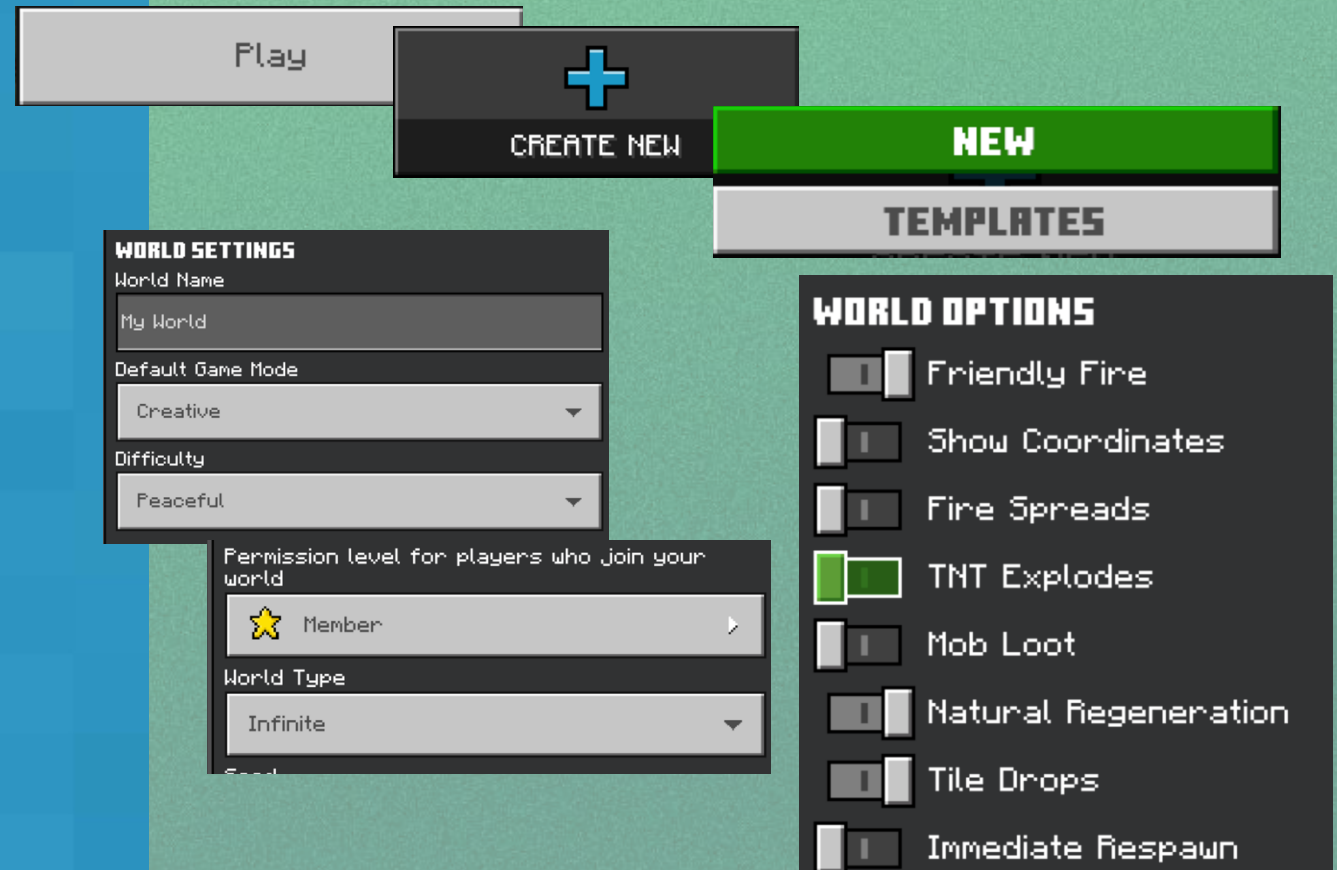 Play
CREATE NEW
NEW
TEMPLATES
WORLD SETTINGS
World Name
My World
Default Game Mode
Creative
Difficulty
Peaceful
Permission level for players who join your
world
Member
World Type
Infinite
WORLD OPTIONS
Friendly Fire
Show Coordinates
Fire Spreads
TNT Explodes
Mob Loot
Natural Regeneration
Tile Drops
Immediate Respawn